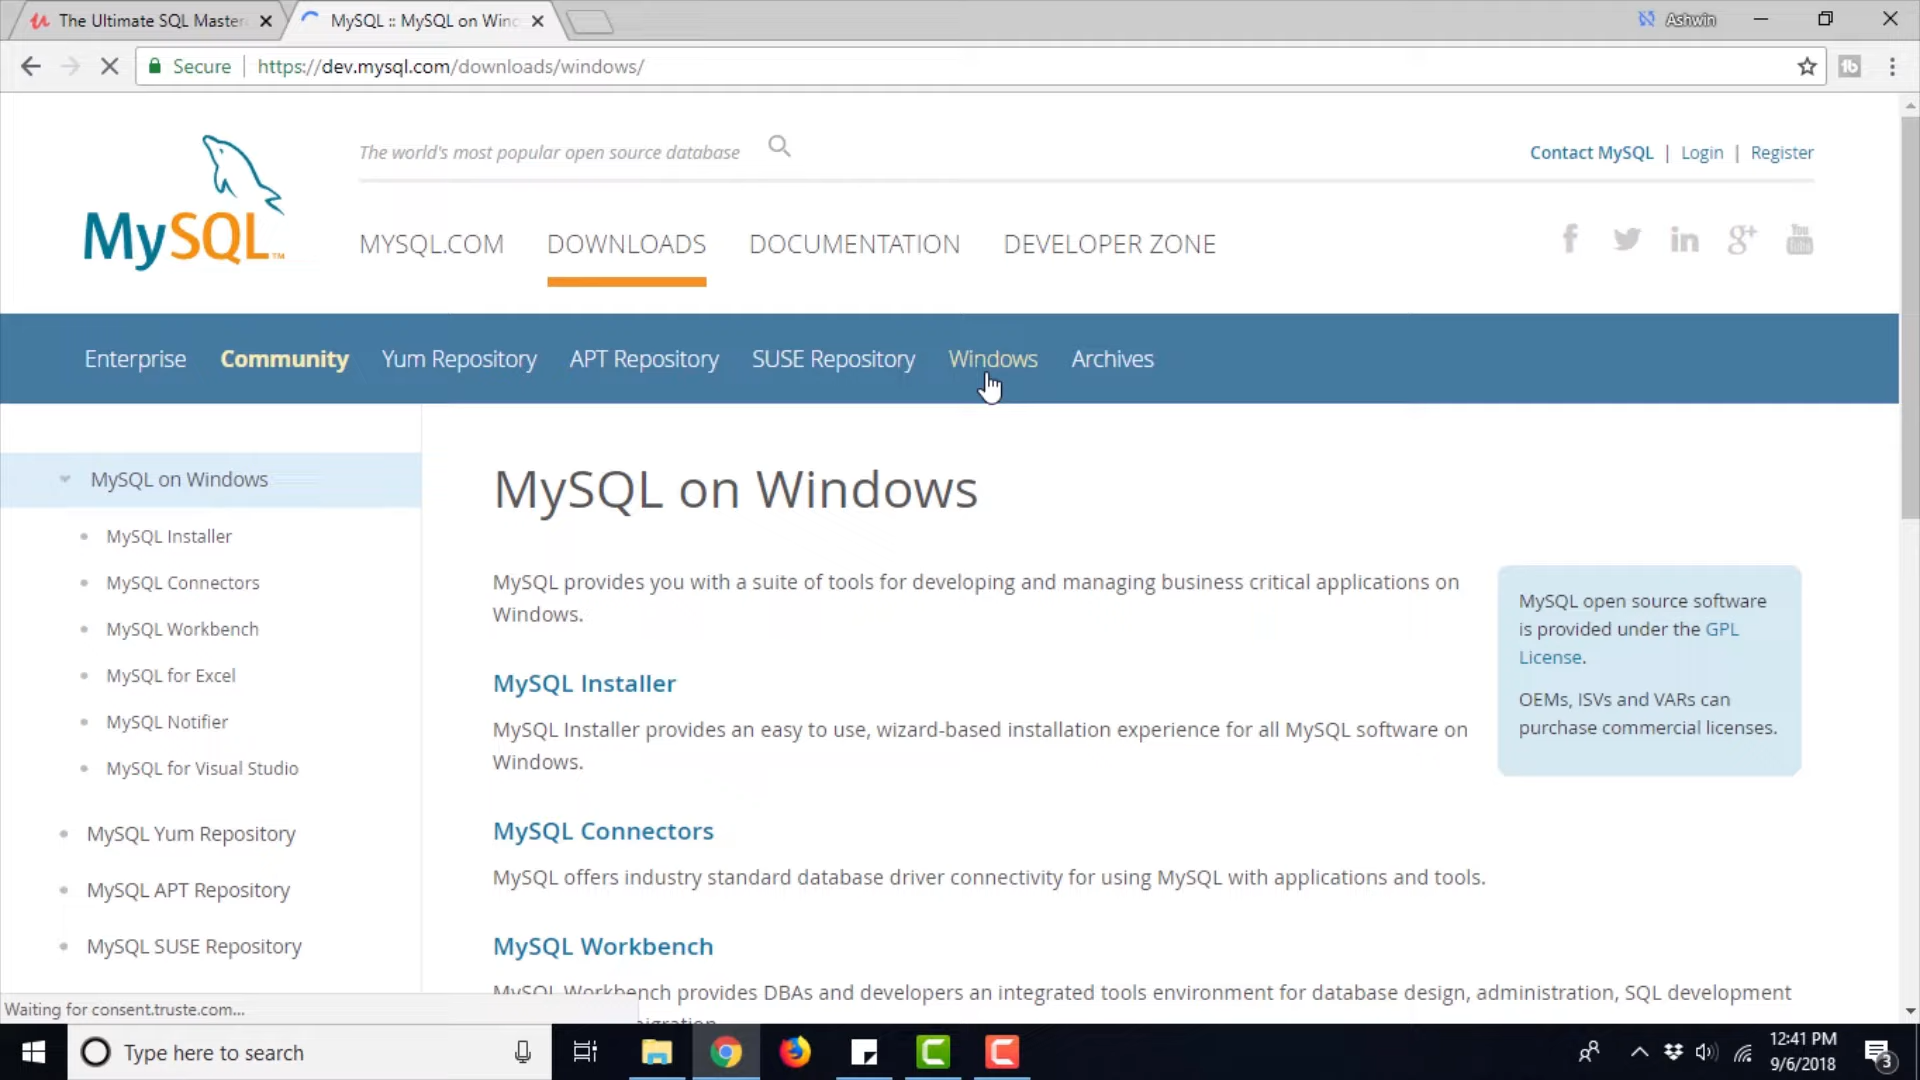 The Ultimate SQL Master
MySQL :: MySQL on Winc
Ashwin
Secure
https://dev.mysql.com/downloads/windows/
The world's most popular open source database
Contact MySQL | Login | Register
MySQL™
MYSQL.COM
DOWNLOADS
DOCUMENTATION
DEVELOPER ZONE
Enterprise
Community
Yum Repository
APT Repository
SUSE Repository
Windows
Archives
MySQL on Windows
MySQL Installer
MySQL Connectors
MySQL Workbench
MySQL for Excel
MySQL Notifier
MySQL for Visual Studio
MySQL Yum Repository
MySQL APT Repository
MySQL SUSE Repository
MySQL on Windows
MySQL provides you with a suite of tools for developing and managing business critical applications on
Windows.
MySQL Installer
MySQL Installer provides an easy to use, wizard-based installation experience for all MySQL software on
Windows.
MySQL Connectors
MySQL offers industry standard database driver connectivity for using MySQL with applications and tools.
MySQL Workbench
MySQL Workbench provides DBAs and developers an integrated tools environment for database design, administration, SQL development
MySQL open source software
is provided under the GPL
License.
OEMs, ISVs and VARs can
purchase commercial licenses.
Waiting for consent.truste.com...
Type here to search
12:41 PM
9/6/2018
3